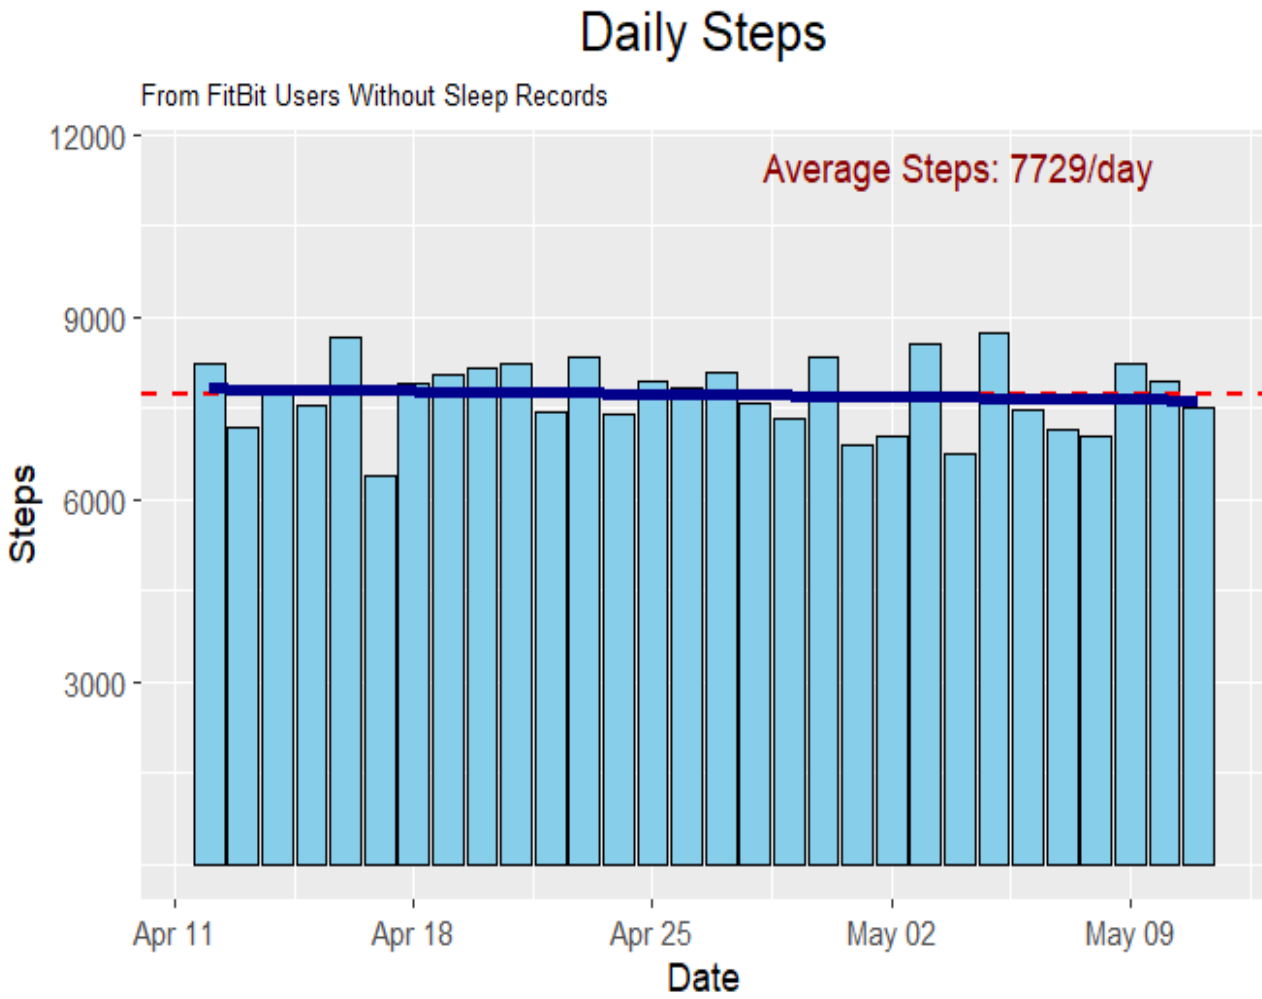 Daily Steps
From FitBit Users Without Sleep Records
12000
Average Steps: 7729/day
9000
6000
3000
Steps
Apr 11
Apr 18
Apr 25
May 02
May 09
Date